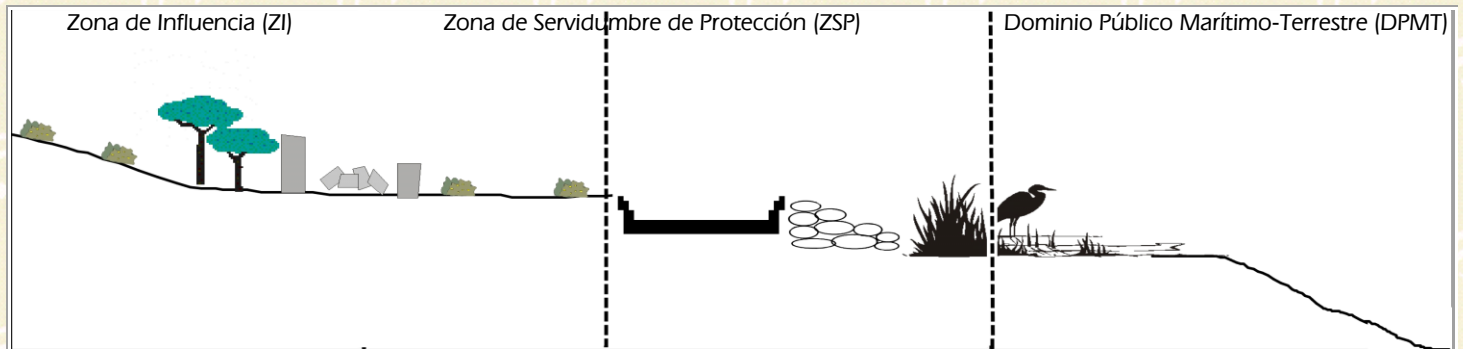 Zona de Influencia (ZI) Zona de Servidumbre de Protección (ZSP) Dominio Público Marítimo-Terrestre (DPMT)